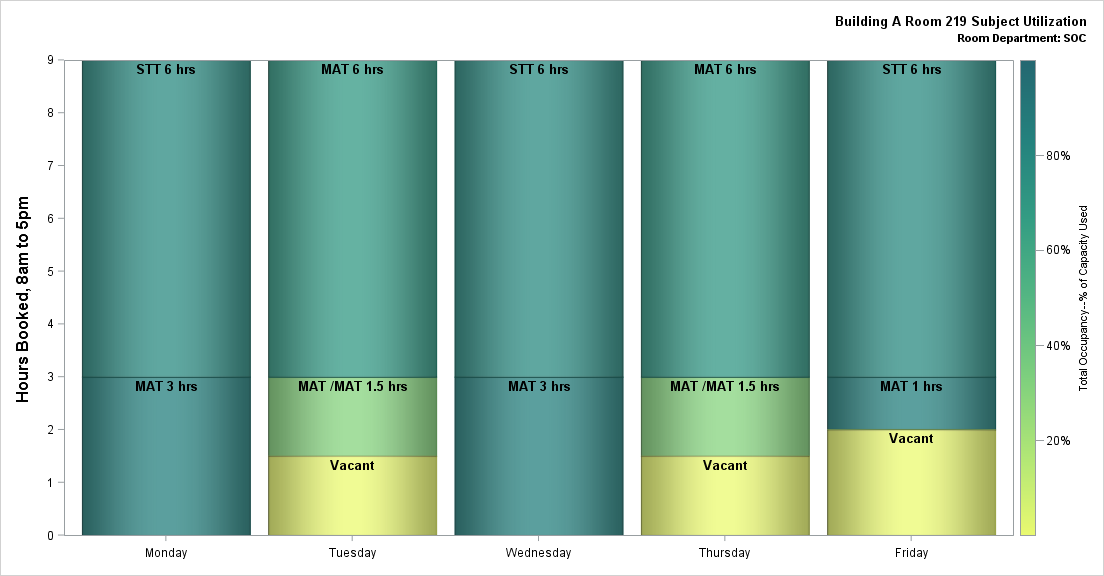 Building A Room 219 Subject Utilization
Room Department: SOC
Hours Booked, 8am to 5pm
9
8
7
6
5
4
3
2
1
0
STT 6 hrs
MAT 3 hrs
MAT 6 hrs
MAT /MAT 1.5 hrs
Vacant
STT 6 hrs
MAT 3 hrs
MAT 6 hrs
MAT /MAT 1.5 hrs
Vacant
STT 6 hrs
MAT 1 hrs
Vacant
Monday
Tuesday
Wednesday
Thursday
Friday
80%
60%
40%
20%
Total Occupancy--% of Capacity Used